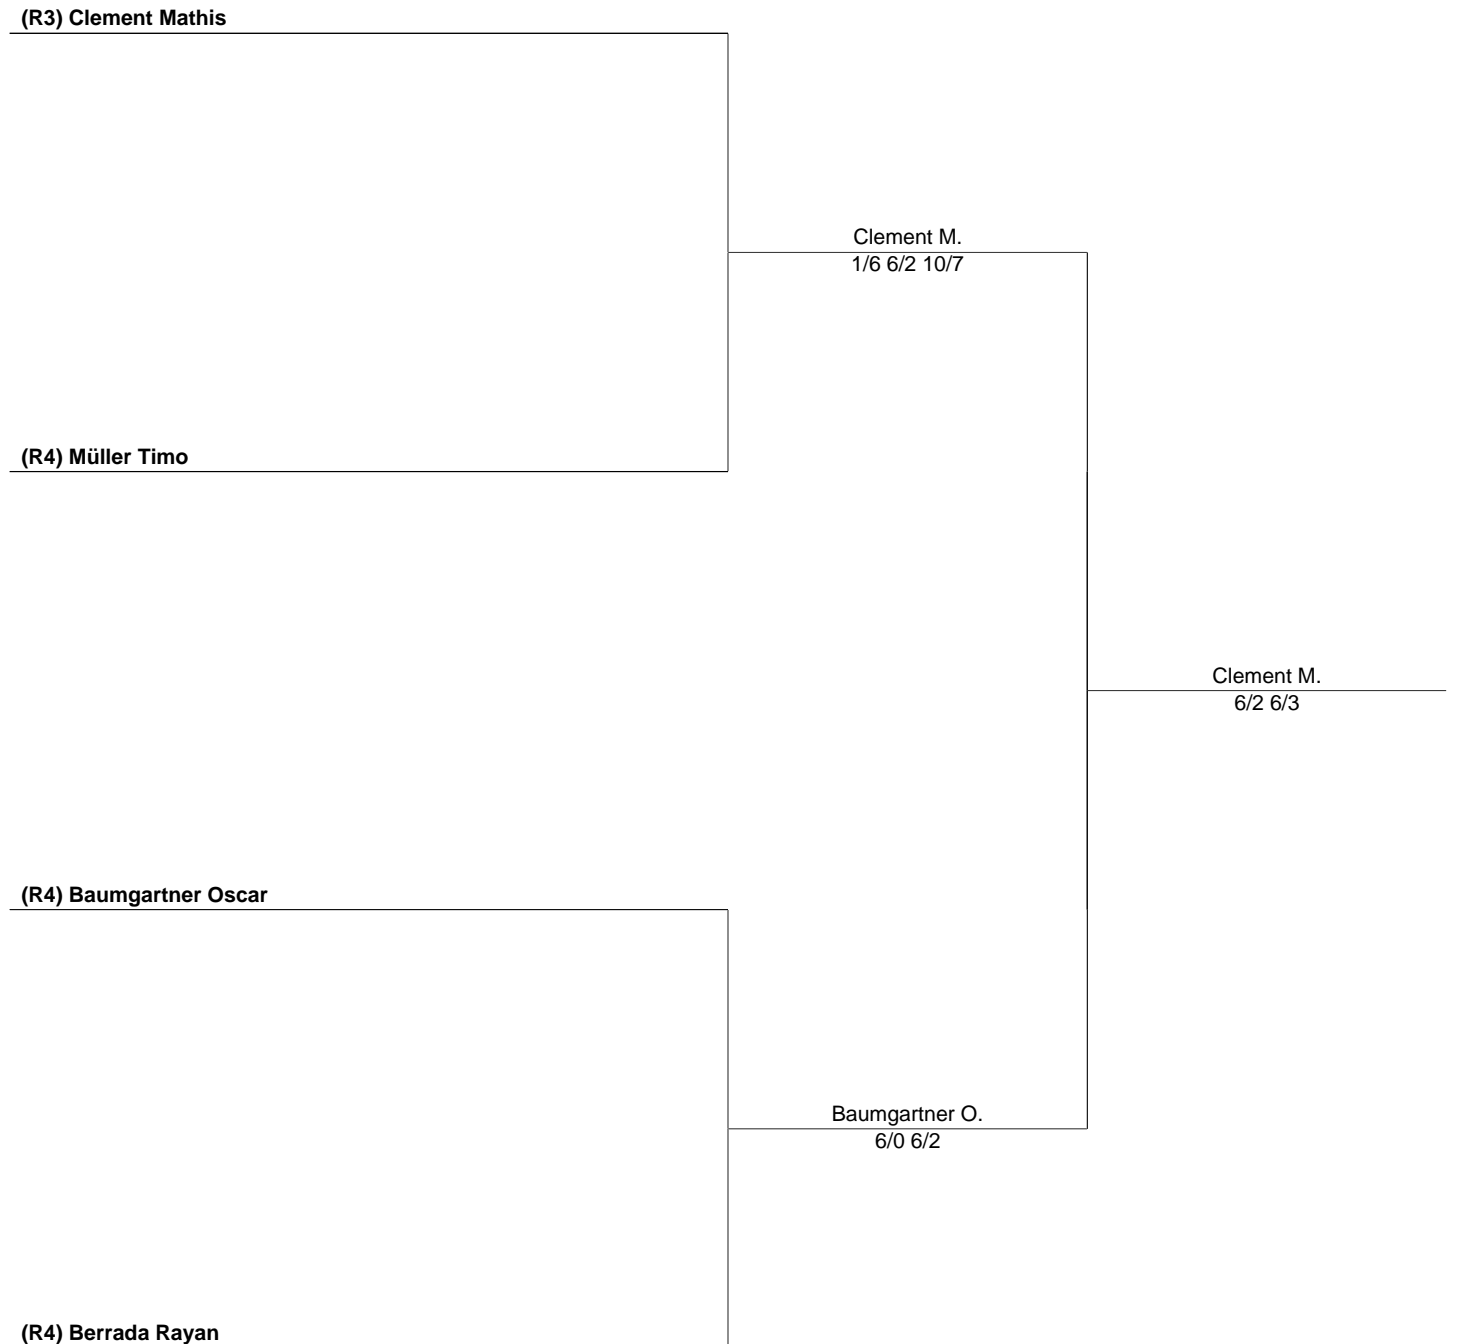 (R3) Clement Mathis
Clement M.
1/6 6/2 10/7
(R4) Müller Timo
Clement M.
6/2 6/3
(R4) Baumgartner Oscar
Baumgartner O.
6/0 6/2
(R4) Berrada Rayan